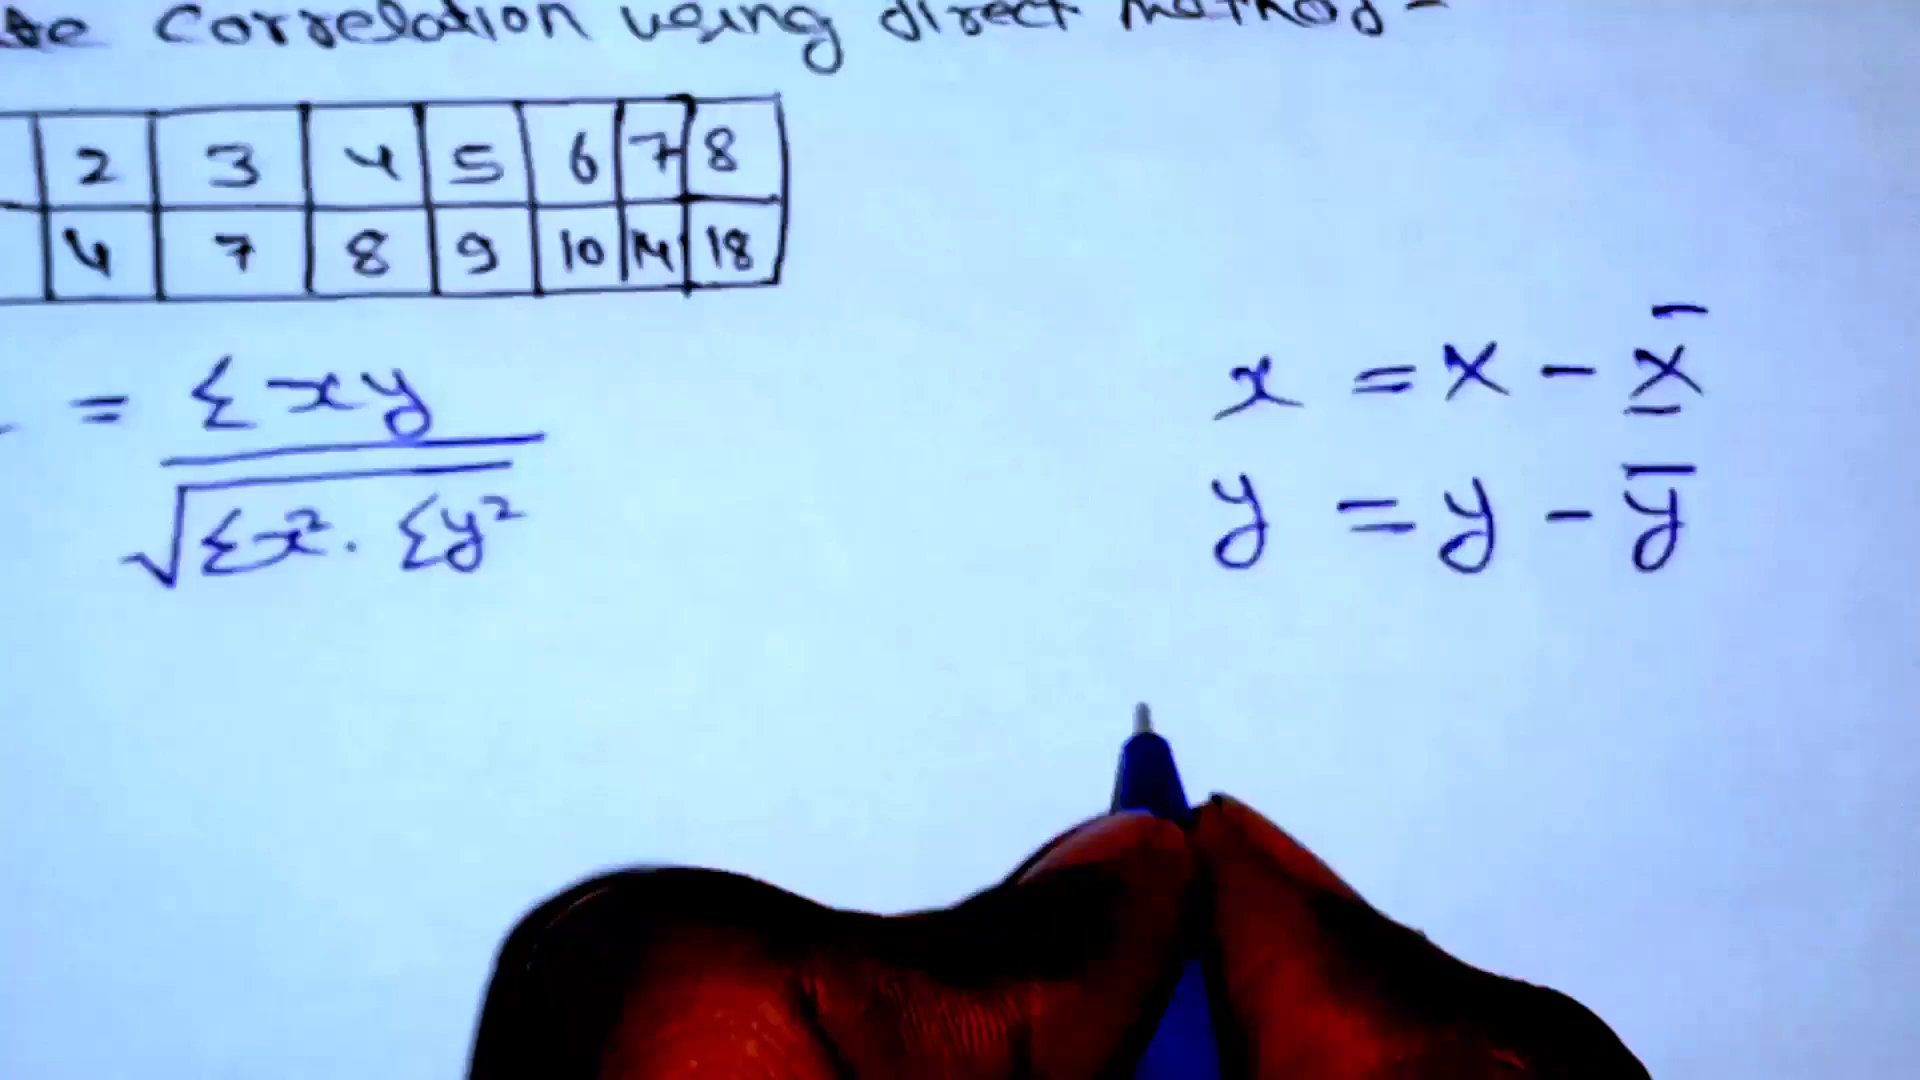 correlation using direct method -
2 3 4 5 6 7 8
4 7 8 9 10 14 18
= Σxy
√Σx². Σy²
x = x - x̄
y = y - ȳ